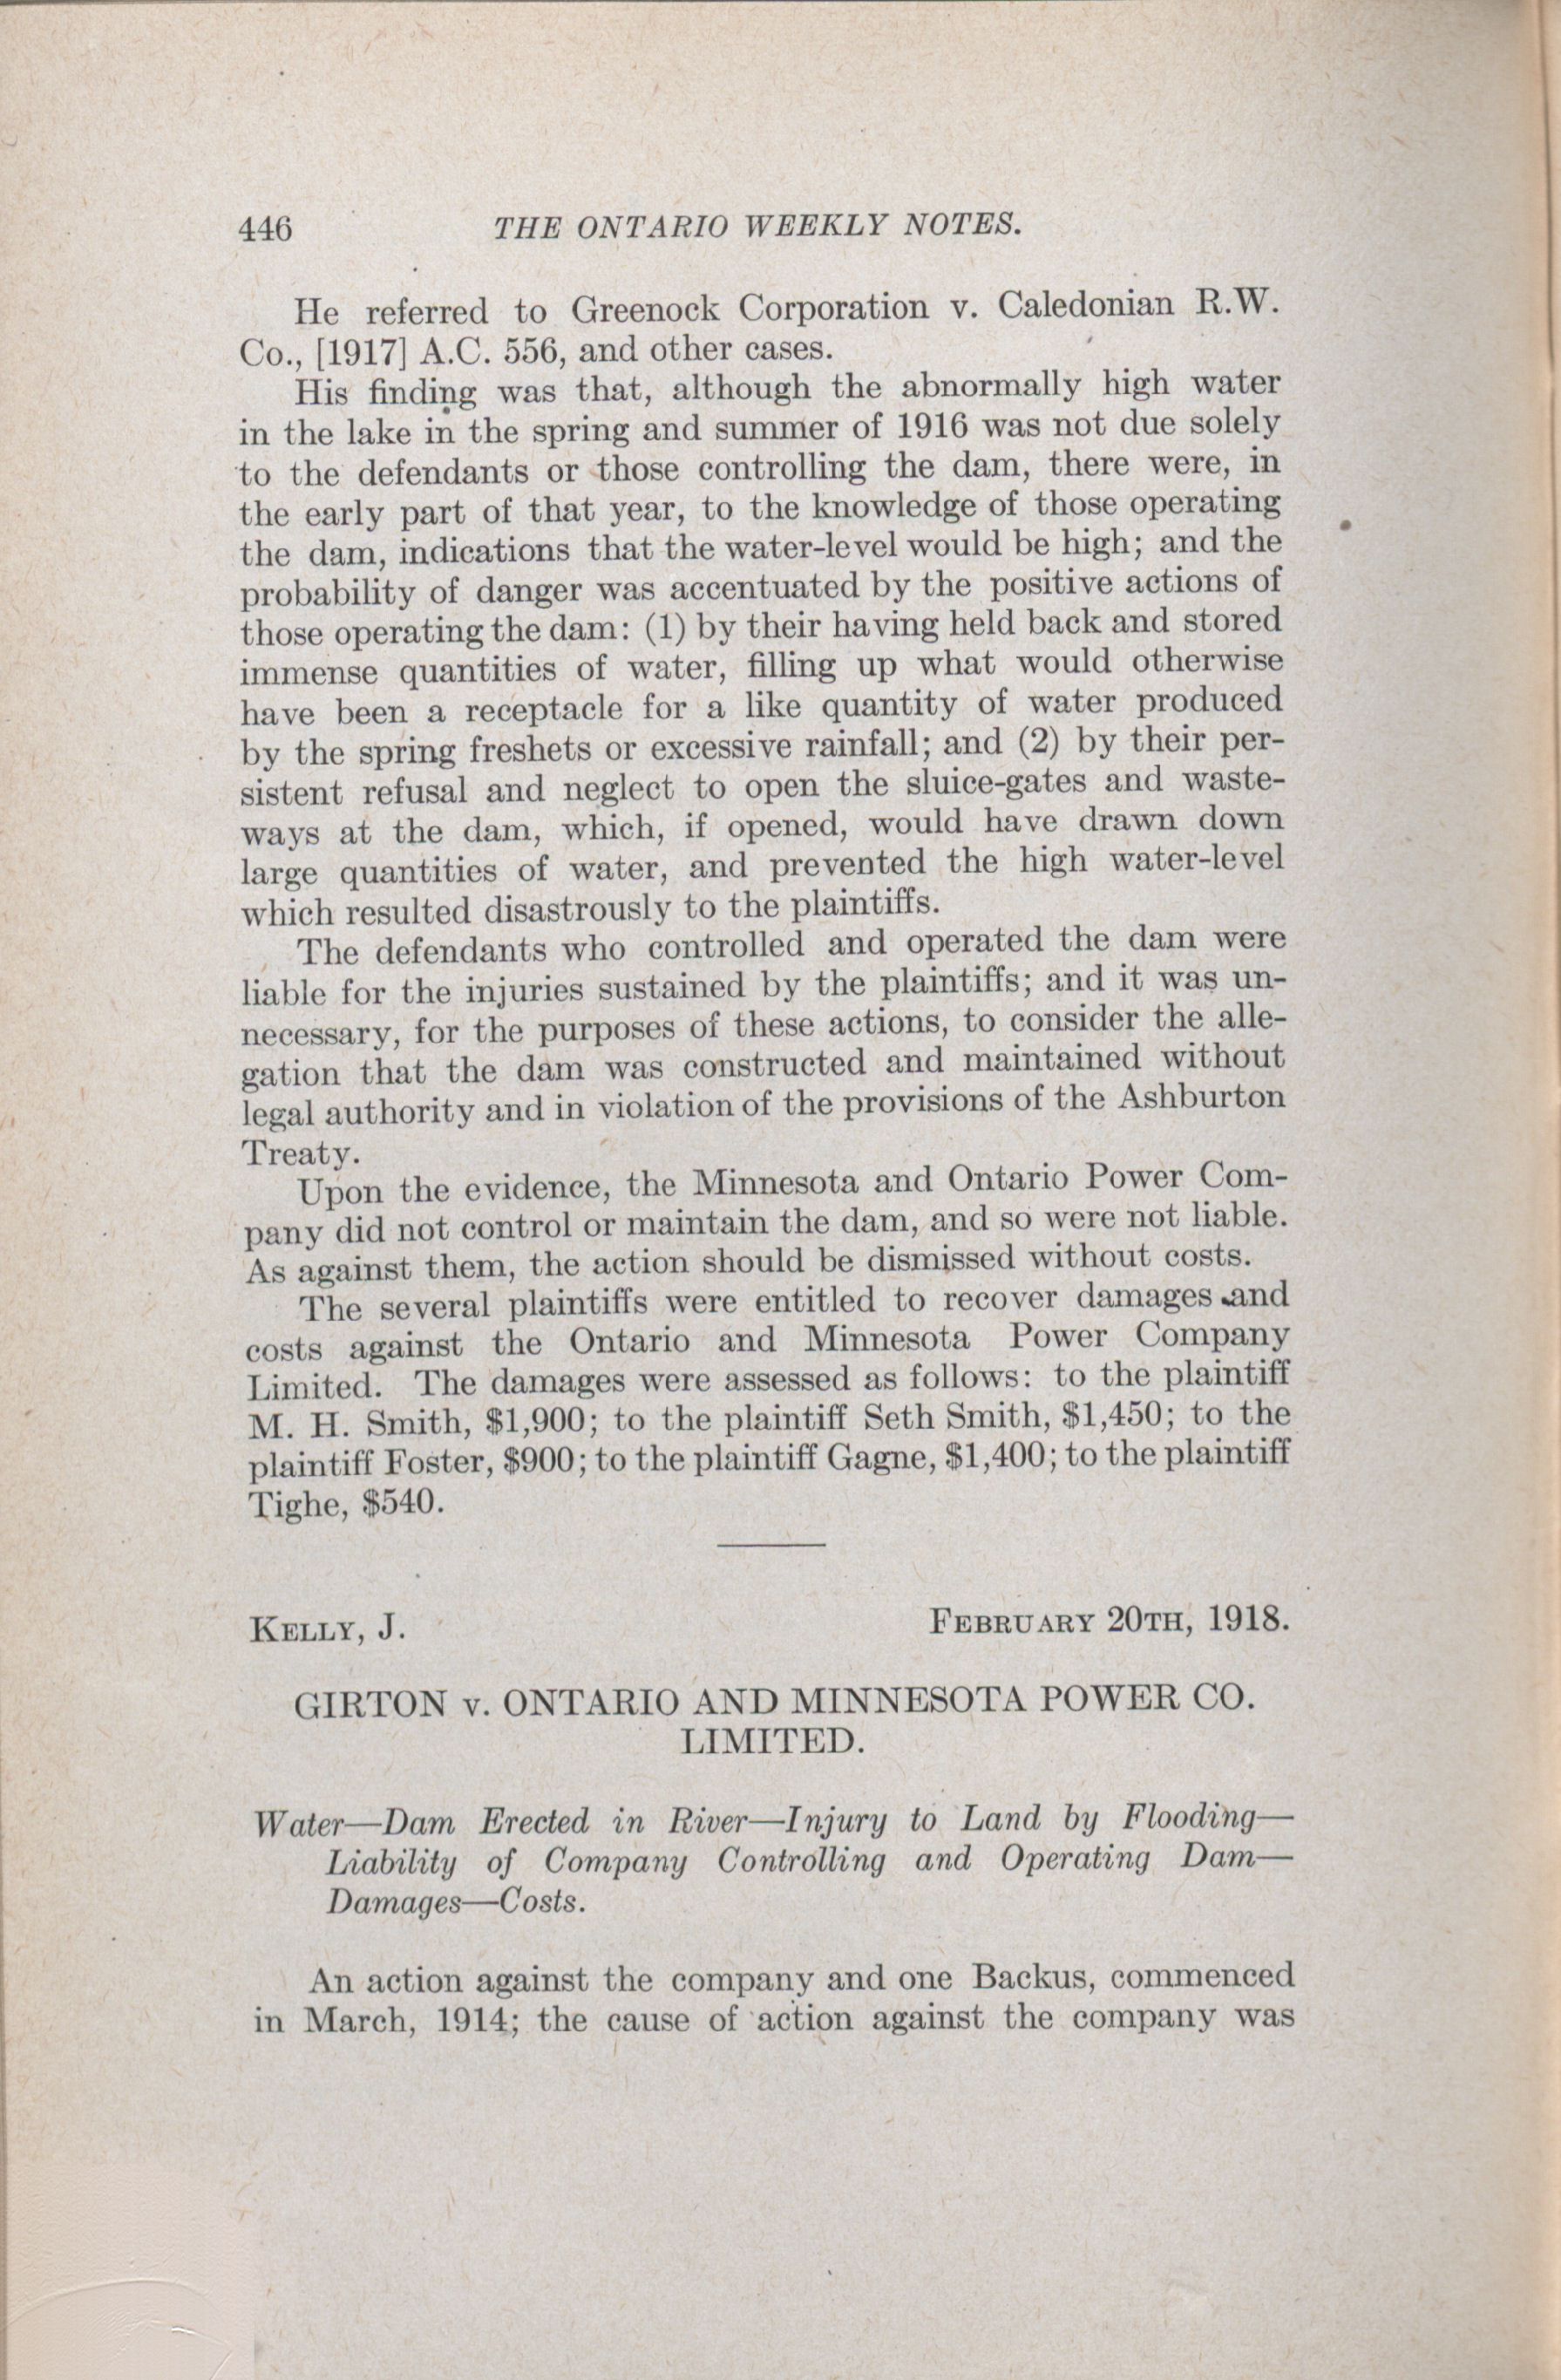 446 THE ONTARIO WEEKLY NOTES.
He referred to Greenock Corporation v. Caledonian R.W.
Co., [1917] A.C. 556, and other cases.
His finding was that, although the abnormally high water
in the lake in the spring and summer of 1916 was not due solely
to the defendants or those controlling the dam, there were, in
the early part of that year, to the knowledge of those operating
the dam, indications that the water-level would be high; and the
probability of danger was accentuated by the positive actions of
those operating the dam: (1) by their having held back and stored
immense quantities of water, filling up what would otherwise
have been a receptacle for a like quantity of water produced
by the spring freshets or excessive rainfall; and (2) by their per-
sistent refusal and neglect to open the sluice-gates and waste-
ways at the dam, which, if opened, would have drawn down
large quantities of water, and prevented the high water-level
which resulted disastrously to the plaintiffs.
The defendants who controlled and operated the dam were
liable for the injuries sustained by the plaintiffs; and it was un-
necessary, for the purposes of these actions, to consider the alle-
gation that the dam was constructed and maintained without
legal authority and in violation of the provisions of the Ashburton
Treaty.
Upon the evidence, the Minnesota and Ontario Power Com-
pany did not control or maintain the dam, and so were not liable.
As against them, the action should be dismissed without costs.
The several plaintiffs were entitled to recover damages and
costs against the Ontario and Minnesota Power Company
Limited. The damages were assessed as follows: to the plaintiff
M. H. Smith, $1,900; to the plaintiff Seth Smith, $1,450; to the
plaintiff Foster, $900; to the plaintiff Gagne, $1,400; to the plaintiff
Tighe, $540.
KELLY, J. FEBRUARY 20TH, 1918.
GIRTON v. ONTARIO AND MINNESOTA POWER CO.
LIMITED.
Water—Dam Erected in River—Injury to Land by Flooding—
Liability of Company Controlling and Operating Dam—
Damages—Costs.
An action against the company and one Backus, commenced
in March, 1914; the cause of action against the company was